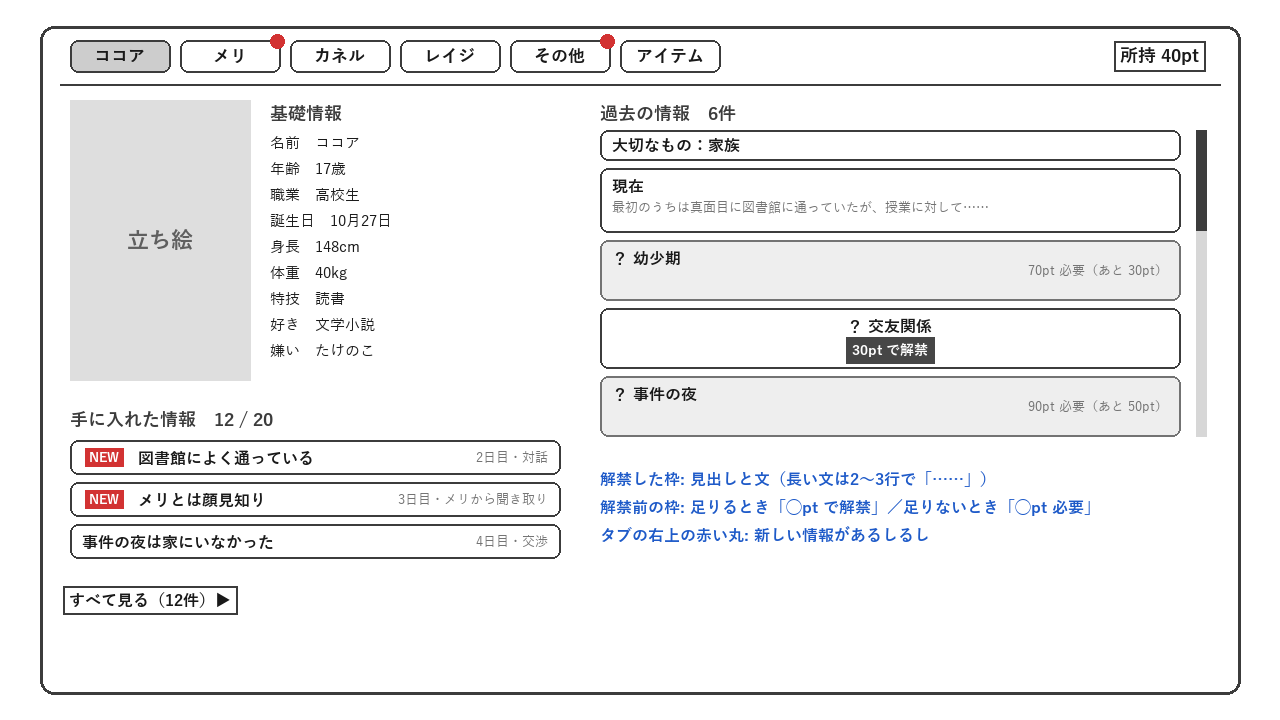 ココア
メリ
カネル
レイジ
その他
アイテム
所持 40pt
立ち絵
基礎情報
名前　ココア
年齢　17歳
職業　高校生
誕生日　10月27日
身長　148cm
体重　40kg
特技　読書
好き　文学小説
嫌い　たけのこ
手に入れた情報　12 / 20
NEW 図書館によく通っている 2日目・対話
NEW メリとは顔見知り 3日目・メリから聞き取り
事件の夜は家にいなかった 4日目・交渉
すべて見る（12件）▶
過去の情報　6件
大切なもの：家族
現在
最初のうちは真面目に図書館に通っていたが、授業に対して……
？ 幼少期
70pt 必要（あと 30pt）
？ 交友関係
30pt で解禁
？ 事件の夜
90pt 必要（あと 50pt）
解禁した枠: 見出しと文（長い文は2〜3行で「……」）
解禁前の枠: 足りるとき「◯pt で解禁」／足りないとき「◯pt 必要」
タブの右上の赤い丸: 新しい情報があるしるし